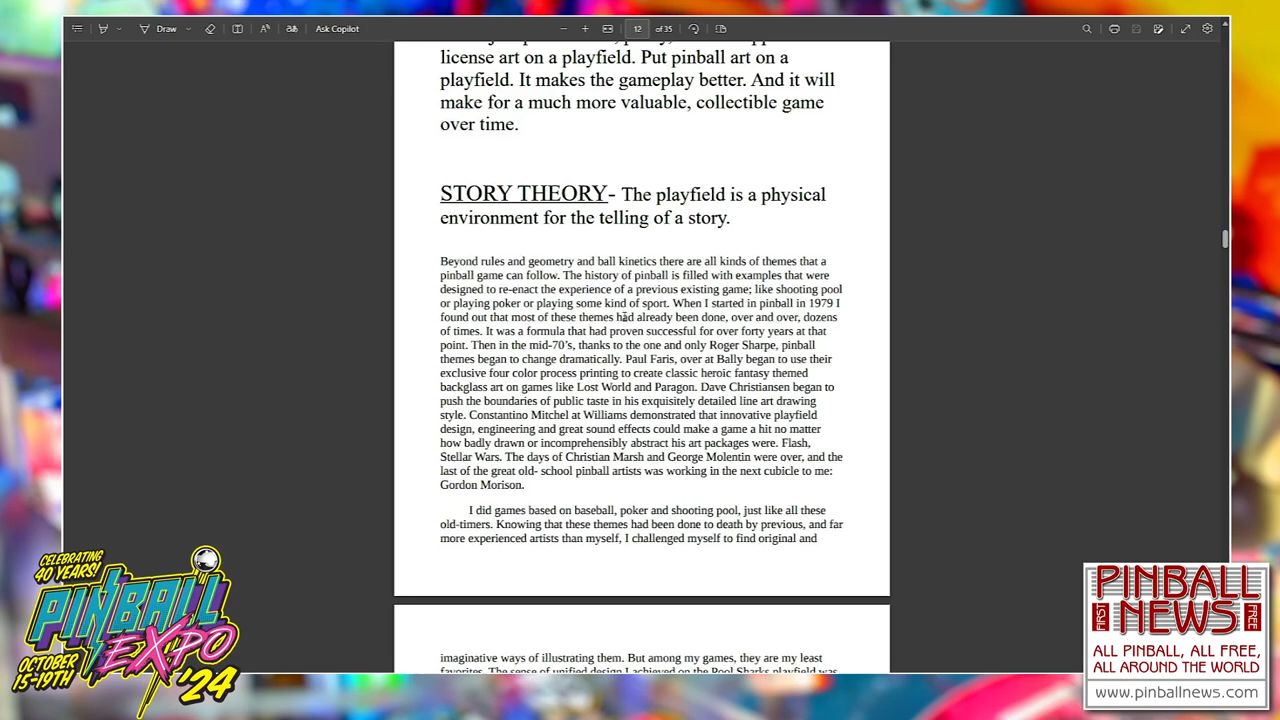 Draw
Ask Copilot
12 of 35
license art on a playfield. Put pinball art on a
playfield. It makes the gameplay better. And it will
make for a much more valuable, collectible game
over time.
STORY THEORY- The playfield is a physical
environment for the telling of a story.
Beyond rules and geometry and ball kinetics there are all kinds of themes that a
pinball game can follow. The history of pinball is filled with examples that were
designed to re-enact the experience of a previous existing game; like shooting pool
or playing poker or playing some kind of sport. When I started in pinball in 1979 I
found out that most of these themes had already been done, over and over, dozens
of times. It was a formula that had proven successful for over forty years at that
point. Then in the mid-70’s, thanks to the one and only Roger Sharpe, pinball
themes began to change dramatically. Paul Faris, over at Bally began to use their
exclusive four color process printing to create classic heroic fantasy themed
backglass art on games like Lost World and Paragon. Dave Christiansen began to
push the boundaries of public taste in his exquisitely detailed line art drawing
style. Constantino Mitchel at Williams demonstrated that innovative playfield
design, engineering and great sound effects could make a game a hit no matter
how badly drawn or incomprehensibly abstract his art packages were. Flash,
Stellar Wars. The days of Christian Marsh and George Molentin were over, and the
last of the great old- school pinball artists was working in the next cubicle to me:
Gordon Morison.
I did games based on baseball, poker and shooting pool, just like all these
old-timers. Knowing that these themes had been done to death by previous, and far
more experienced artists than myself, I challenged myself to find original and
imaginative ways of illustrating them. But among my games, they are my least
favorites. The sense of unified design I achieved on the Pool Sharks playfield was
CELEBRATING
40 YEARS!
PINBALL
EXPO
OCTOBER
15-19TH
'24
PINBALL
FIRST NEWS FREE
ALL PINBALL, ALL FREE,
ALL AROUND THE WORLD
www.pinballnews.com